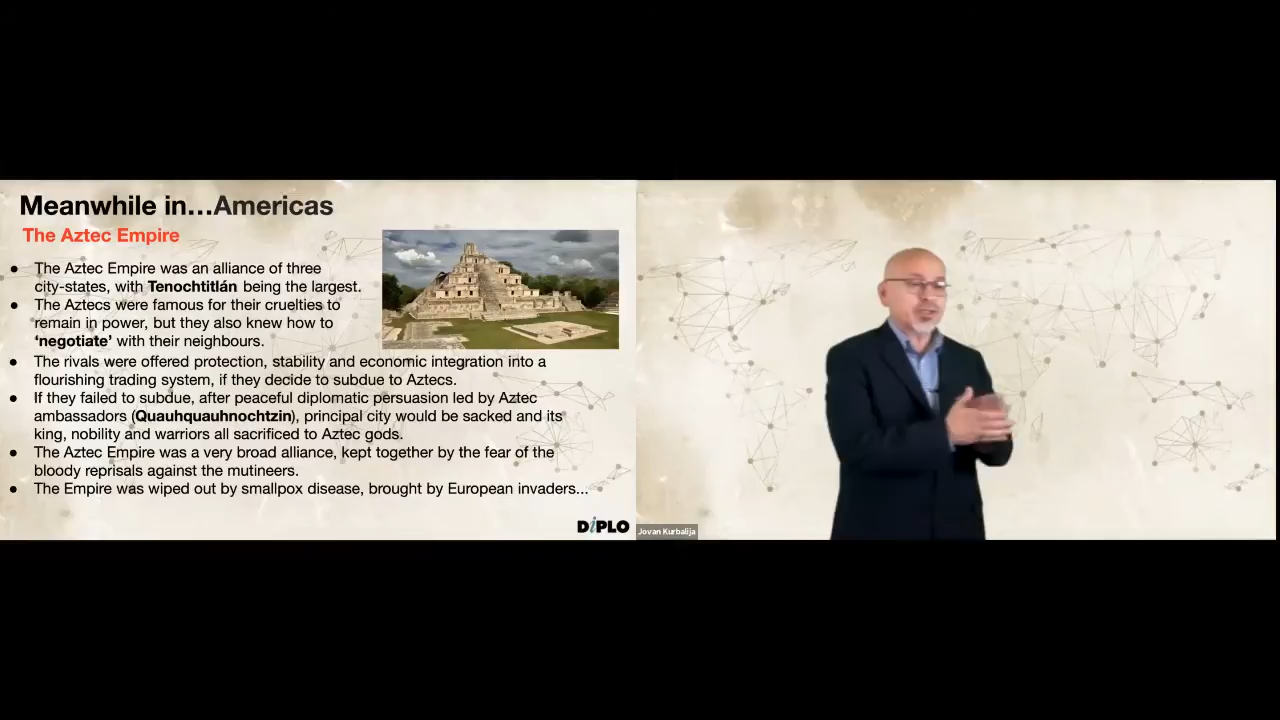 Meanwhile in...Americas
The Aztec Empire
● The Aztec Empire was an alliance of three
city-states, with Tenochtitlán being the largest.
● The Aztecs were famous for their cruelties to
remain in power, but they also knew how to
‘negotiate’ with their neighbours.
● The rivals were offered protection, stability and economic integration into a
flourishing trading system, if they decide to subdue to Aztecs.
● If they failed to subdue, after peaceful diplomatic persuasion led by Aztec
ambassadors (Quauhquauhnochtzin), principal city would be sacked and its
king, nobility and warriors all sacrificed to Aztec gods.
● The Aztec Empire was a very broad alliance, kept together by the fear of the
bloody reprisals against the mutineers.
● The Empire was wiped out by smallpox disease, brought by European invaders...
DiPLO
Jovan Kurbalija